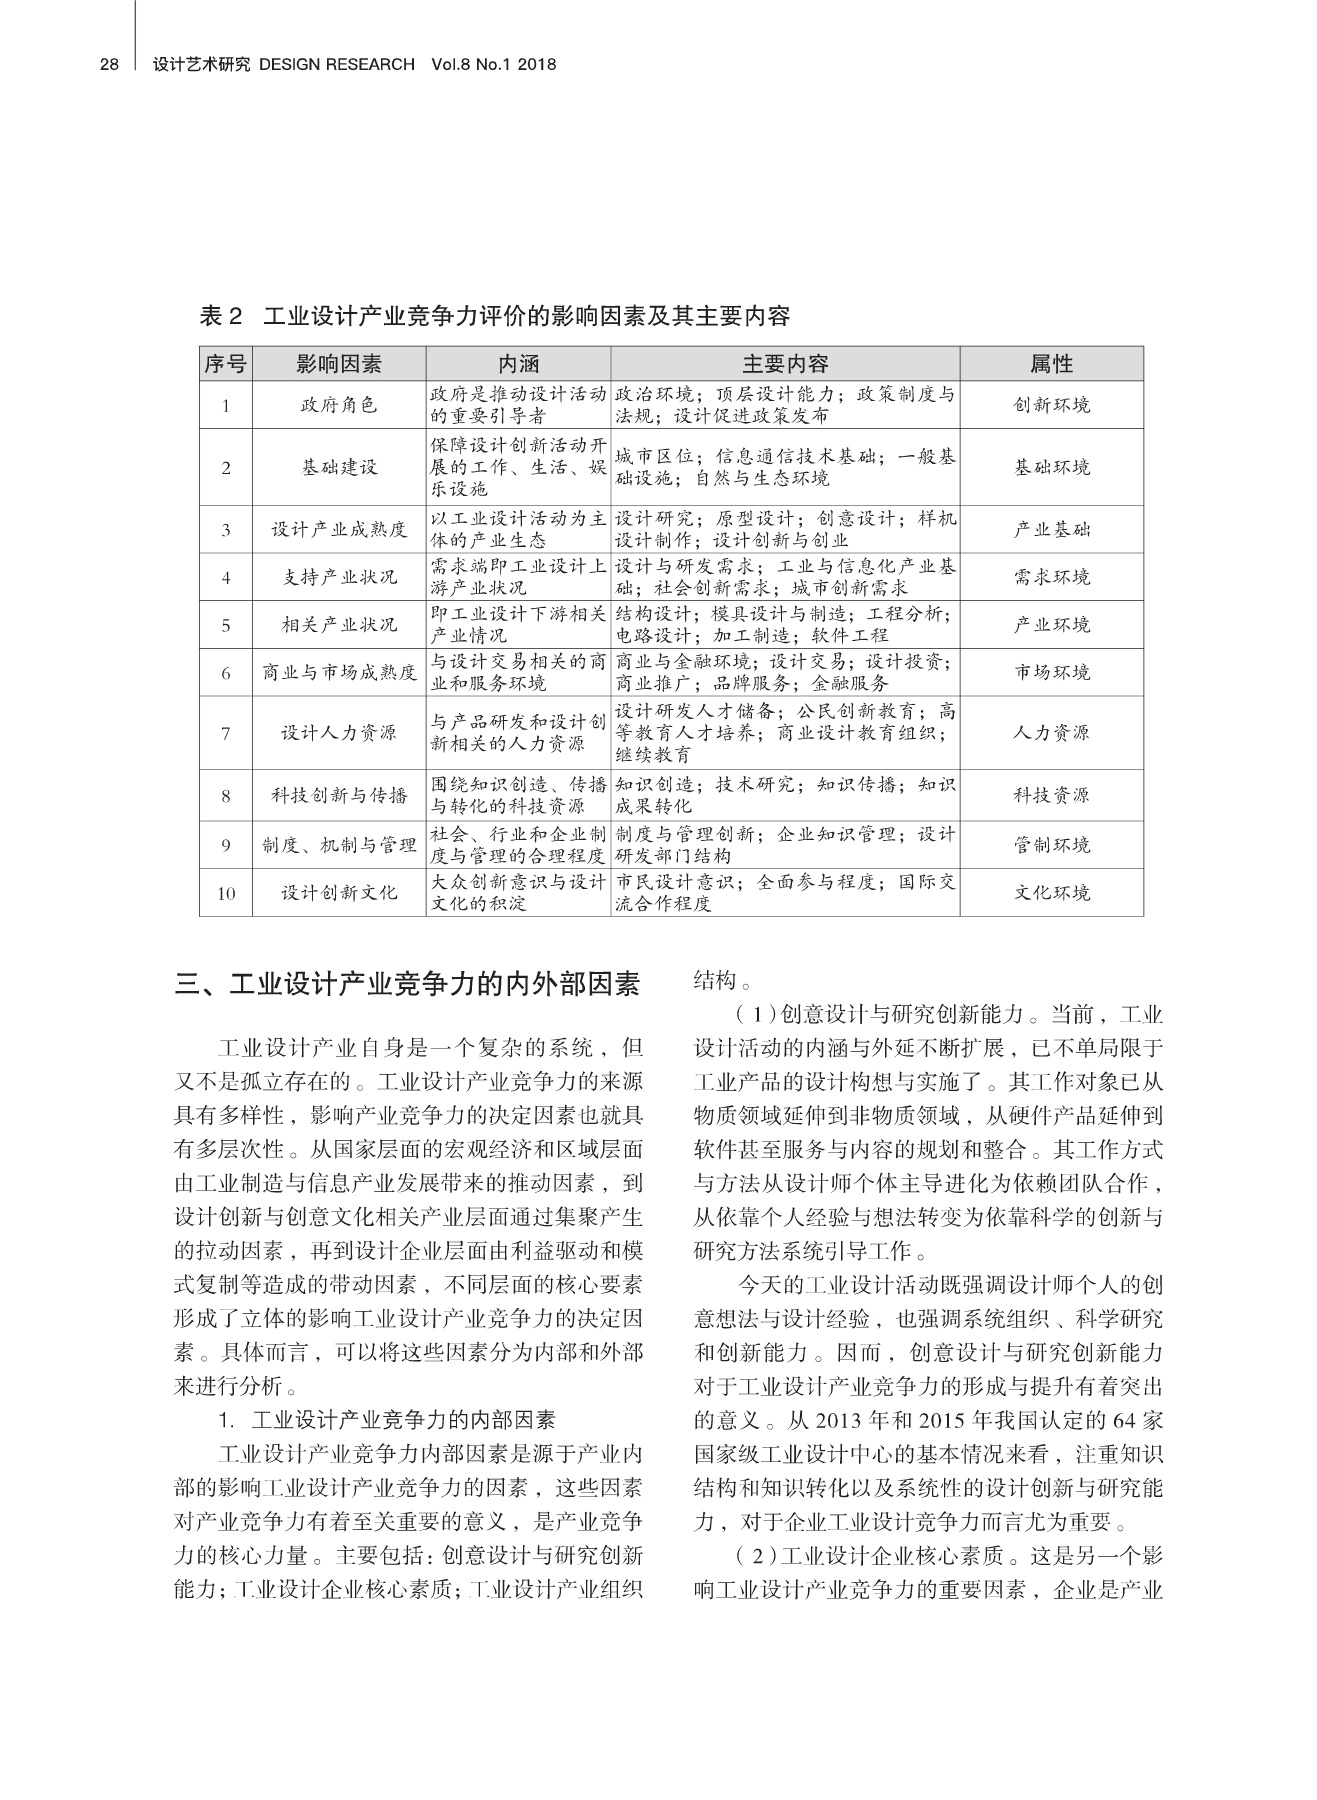 28 设计艺术研究 DESIGN RESEARCH Vol.8 No.1 2018
表 2 工业设计产业竞争力评价的影响因素及其主要内容
序号 影响因素 内涵 主要内容 属性
1 政府角色 政府是推动设计活动的重要引导者 政治环境；顶层设计能力；政策制度与法规；设计促进政策发布 创新环境
2 基础建设 保障设计创新活动开展的工作、生活、娱乐设施 城市区位；信息通信技术基础；一般基础设施；自然与生态环境 基础环境
3 设计产业成熟度 以工业设计活动为主体的产业生态 设计研究；原型设计；创意设计；样机设计制作；设计创新与创业 产业基础
4 支持产业状况 需求端即工业设计上游产业状况 设计与研发需求；工业与信息化产业基础；社会创新需求；城市创新需求 需求环境
5 相关产业状况 即工业设计下游相关产业情况 结构设计；模具设计与制造；工程分析；电路设计；加工制造；软件工程 产业环境
6 商业与市场成熟度 与设计交易相关的商业和服务环境 商业与金融环境；设计交易；设计投资；商业推广；品牌服务；金融服务 市场环境
7 设计人力资源 与产品研发和设计创新相关的人力资源 设计研发人才储备；公民创新教育；高等教育人才培养；商业设计教育组织；继续教育 人力资源
8 科技创新与传播 围绕知识创造、传播与转化的科技资源 知识创造；技术研究；知识传播；知识成果转化 科技资源
9 制度、机制与管理 社会、行业和企业制度与管理的合理程度 制度与管理创新；企业知识管理；设计研发部门结构 管制环境
10 设计创新文化 大众创新意识与设计文化的积淀 市民设计意识；全面参与程度；国际交流合作程度 文化环境
三、工业设计产业竞争力的内外部因素
工业设计产业自身是一个复杂的系统，但
又不是孤立存在的。工业设计产业竞争力的来源
具有多样性，影响产业竞争力的决定因素也就具
有多层次性。从国家层面的宏观经济和区域层面
由工业制造与信息产业发展带来的推动因素，到
设计创新与创意文化相关产业层面通过集聚产生
的拉动因素，再到设计企业层面由利益驱动和模
式复制等造成的带动因素，不同层面的核心要素
形成了立体的影响工业设计产业竞争力的决定因
素。具体而言，可以将这些因素分为内部和外部
来进行分析。
1. 工业设计产业竞争力的内部因素
工业设计产业竞争力内部因素是源于产业内
部的影响工业设计产业竞争力的因素，这些因素
对产业竞争力有着至关重要的意义，是产业竞争
力的核心力量。主要包括：创意设计与研究创新
能力；工业设计企业核心素质；工业设计产业组织
结构。
（1）创意设计与研究创新能力。当前，工业
设计活动的内涵与外延不断扩展，已不单局限于
工业产品的设计构想与实施了。其工作对象已从
物质领域延伸到非物质领域，从硬件产品延伸到
软件甚至服务与内容的规划和整合。其工作方式
与方法从设计师个体主导进化为依赖团队合作，
从依靠个人经验与想法转变为依靠科学的创新与
研究方法系统引导工作。
今天的工业设计活动既强调设计师个人的创
意想法与设计经验，也强调系统组织、科学研究
和创新能力。因而，创意设计与研究创新能力
对于工业设计产业竞争力的形成与提升有着突出
的意义。从 2013 年和 2015 年我国认定的 64 家
国家级工业设计中心的基本情况来看，注重知识
结构和知识转化以及系统性的设计创新与研究能
力，对于企业工业设计竞争力而言尤为重要。
（2）工业设计企业核心素质。这是另一个影
响工业设计产业竞争力的重要因素，企业是产业